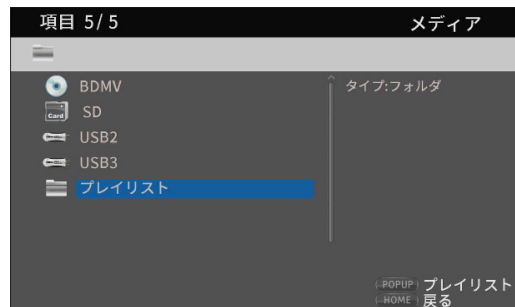 項目 5/5
メディア
BDMV
タイプ:フォルダ
Card
SD
USB2
USB3
プレイリスト
POPUP プレイリスト
HOME 戻る